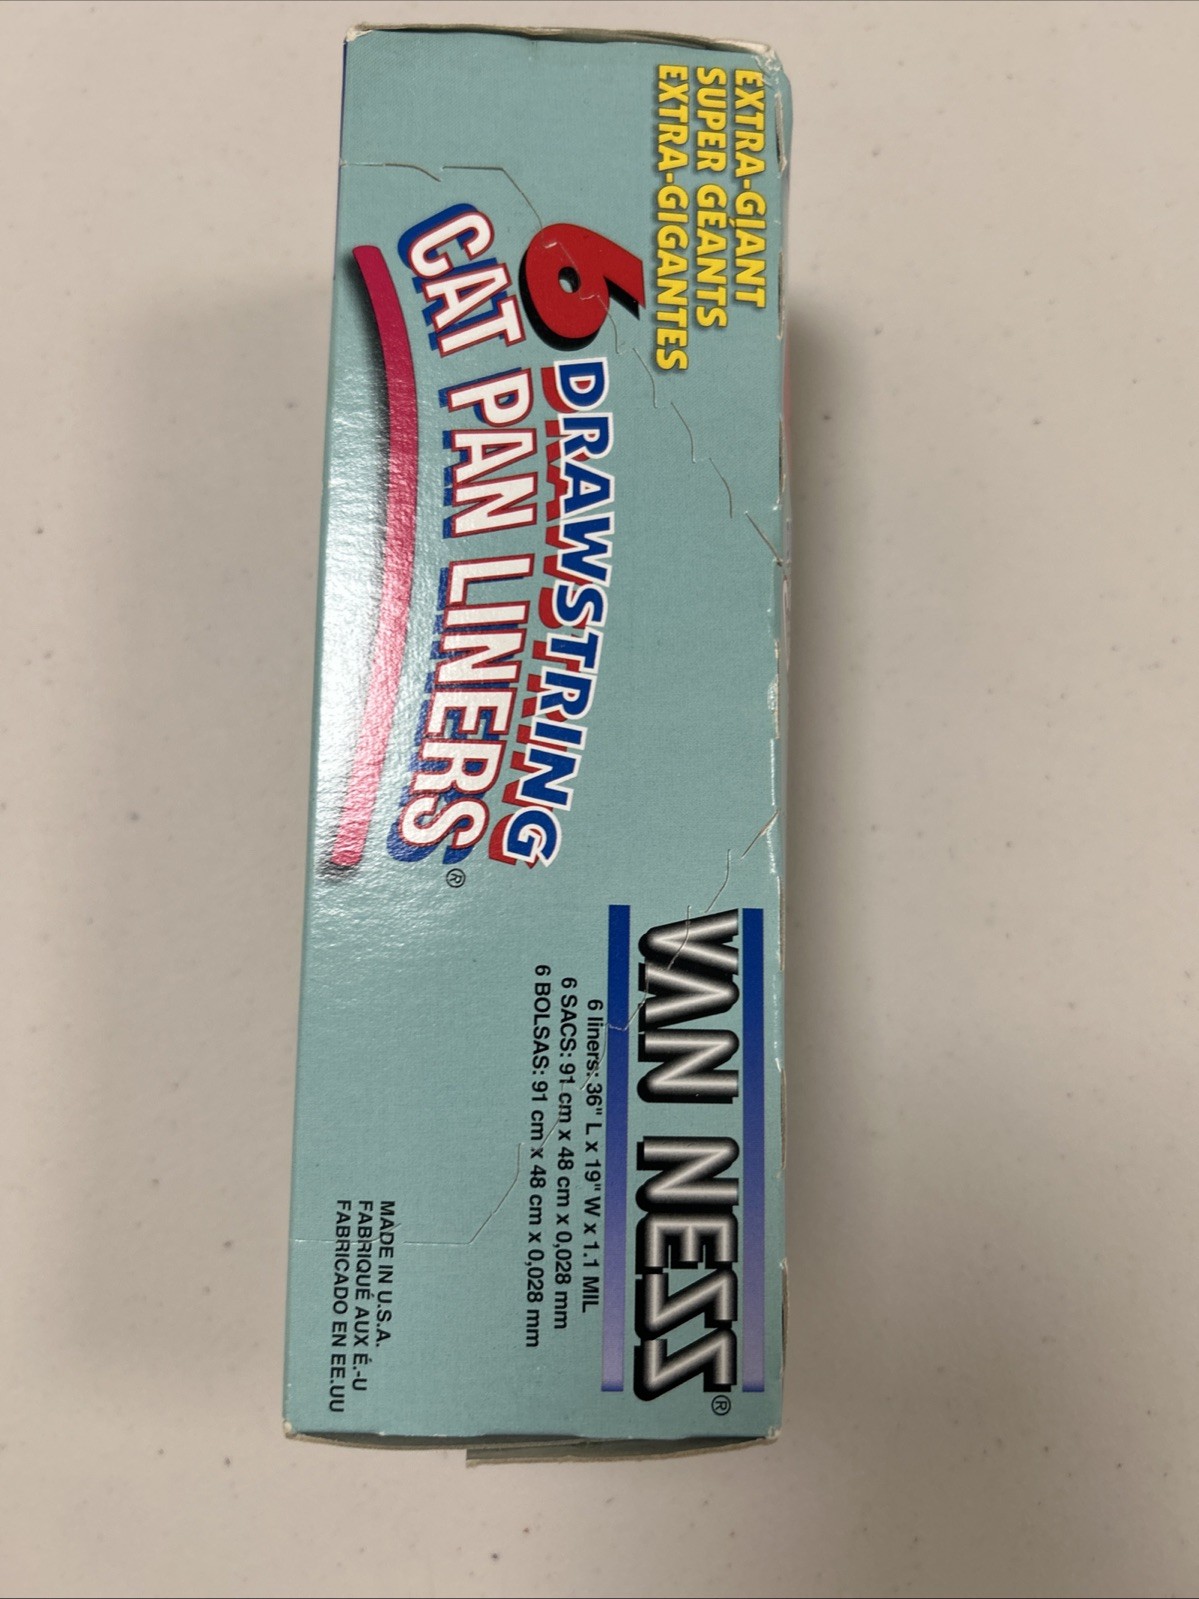 EXTRA-GIANT
SUPER GÉANTS
EXTRA-GIGANTES
6 DRAWSTRING
CAT PAN LINERS®
VAN NESS®
6 liners: 36" L x 19" W x 1.1 MIL
6 SACS: 91 cm x 48 cm x 0,028 mm
6 BOLSAS: 91 cm x 48 cm x 0,028 mm
MADE IN U.S.A.
FABRIQUÉ AUX É.-U
FABRICADO EN EE.UU